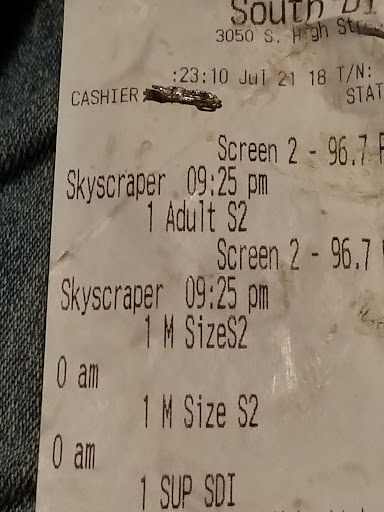 South
3050 S. High
:23:10 Jul 21 18 T/N:
CASHIER STAT
Screen 2 - 96.7
Skyscraper 09:25 pm
1 Adult S2
Screen 2 - 96.7
Skyscraper 09:25 pm
1 M SizeS2
0 am
1 M Size S2
0 am
1 SUP SDI